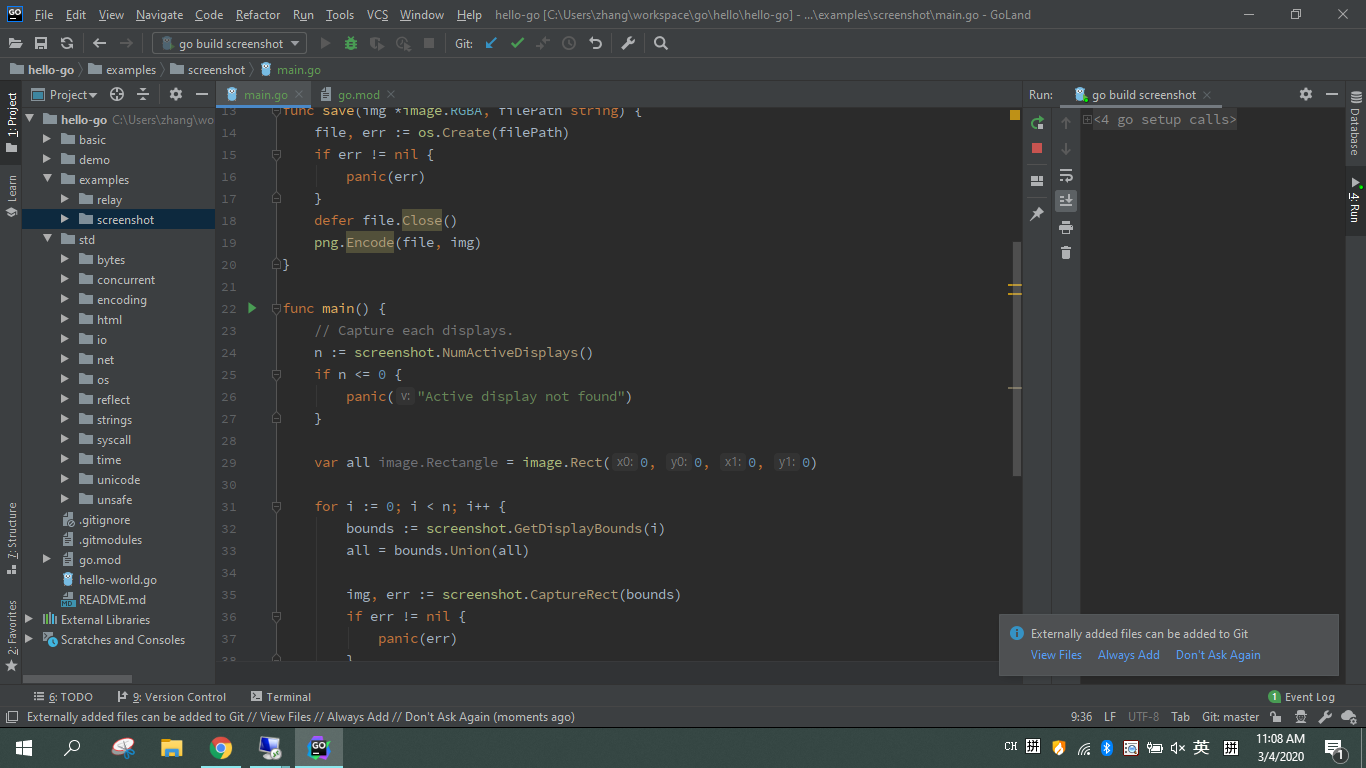 GO File Edit View Navigate Code Refactor Run Tools VCS Window Help hello-go [C:\Users\zhang\workspace\go\hello\hello-go] - ...\examples\screenshot\main.go - GoLand
go build screenshot Git:
hello-go examples screenshot main.go
1: Project
Learn
7: Structure
2: Favorites
Project
hello-go C:\Users\zhang\wo
basic
demo
examples
relay
screenshot
std
bytes
concurrent
encoding
html
io
net
os
reflect
strings
syscall
time
unicode
unsafe
.gitignore
.gitmodules
go.mod
hello-world.go
README.md
External Libraries
Scratches and Consoles
main.go go.mod
13 func save(img *image.RGBA, filePath string) {
14 file, err := os.Create(filePath)
15 if err != nil {
16 panic(err)
17 }
18 defer file.Close()
19 png.Encode(file, img)
20 }
21
22 func main() {
23 // Capture each displays.
24 n := screenshot.NumActiveDisplays()
25 if n <= 0 {
26 panic( v: "Active display not found")
27 }
28
29 var all image.Rectangle = image.Rect( x0: 0, y0: 0, x1: 0, y1: 0)
30
31 for i := 0; i < n; i++ {
32 bounds := screenshot.GetDisplayBounds(i)
33 all = bounds.Union(all)
34
35 img, err := screenshot.CaptureRect(bounds)
36 if err != nil {
37 panic(err)
38 }
Run: go build screenshot
<4 go setup calls>
Database
4: Run
Externally added files can be added to Git
View Files Always Add Don't Ask Again
6: TODO 9: Version Control Terminal 1 Event Log
Externally added files can be added to Git // View Files // Always Add // Don't Ask Again (moments ago) 9:36 LF UTF-8 Tab Git: master
GO CH 拼 英 拼 11:08 AM
3/4/2020 1